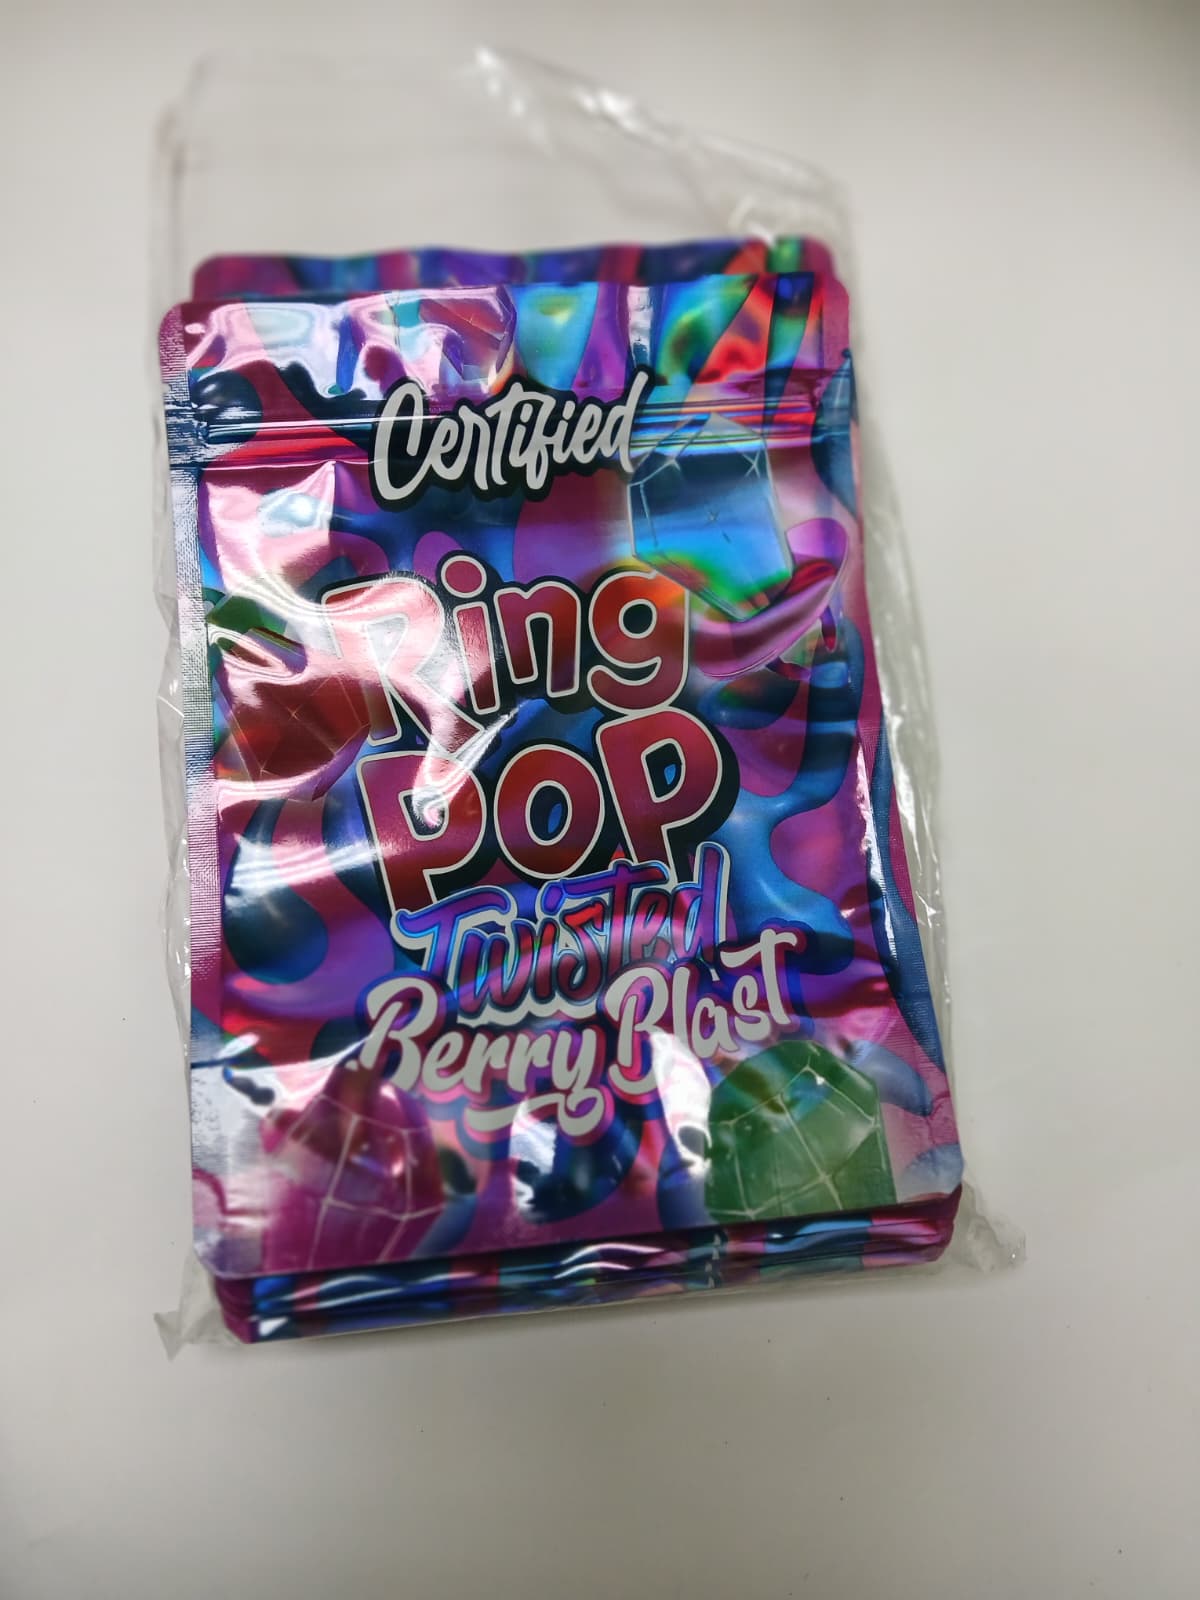 Certified
Ring
POP
Twisted
Berry Blast